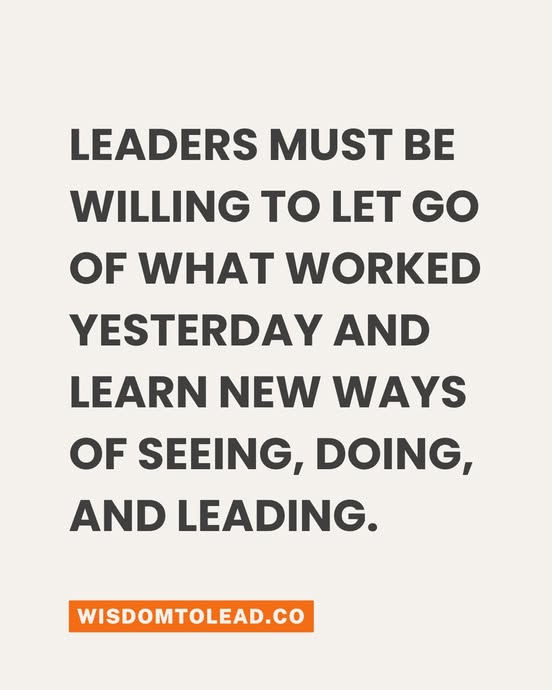 LEADERS MUST BE
WILLING TO LET GO
OF WHAT WORKED
YESTERDAY AND
LEARN NEW WAYS
OF SEEING, DOING,
AND LEADING.
WISDOMTOLEAD.CO